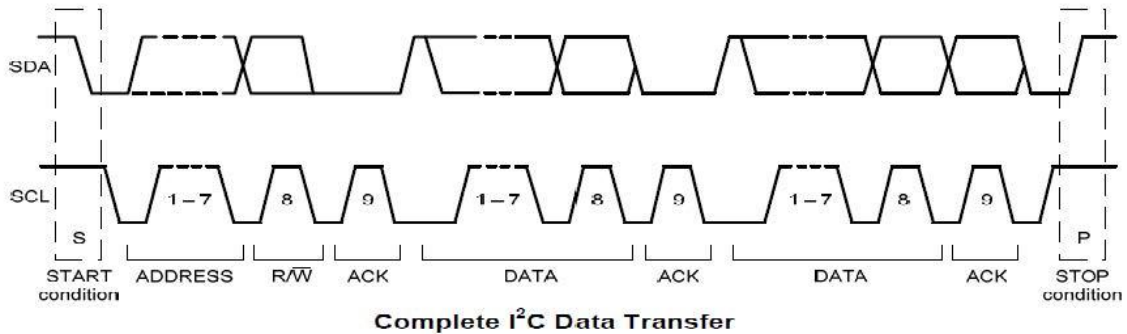 SDA
SCL
1 – 7 8 9 1 – 7 8 9 1 – 7 8 9
S P
START condition ADDRESS R/W̅ ACK DATA ACK DATA ACK STOP condition
Complete I²C Data Transfer